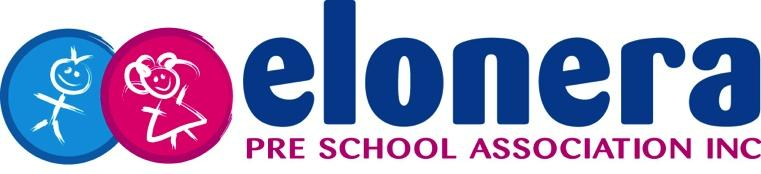 elonera
PRE SCHOOL ASSOCIATION INC